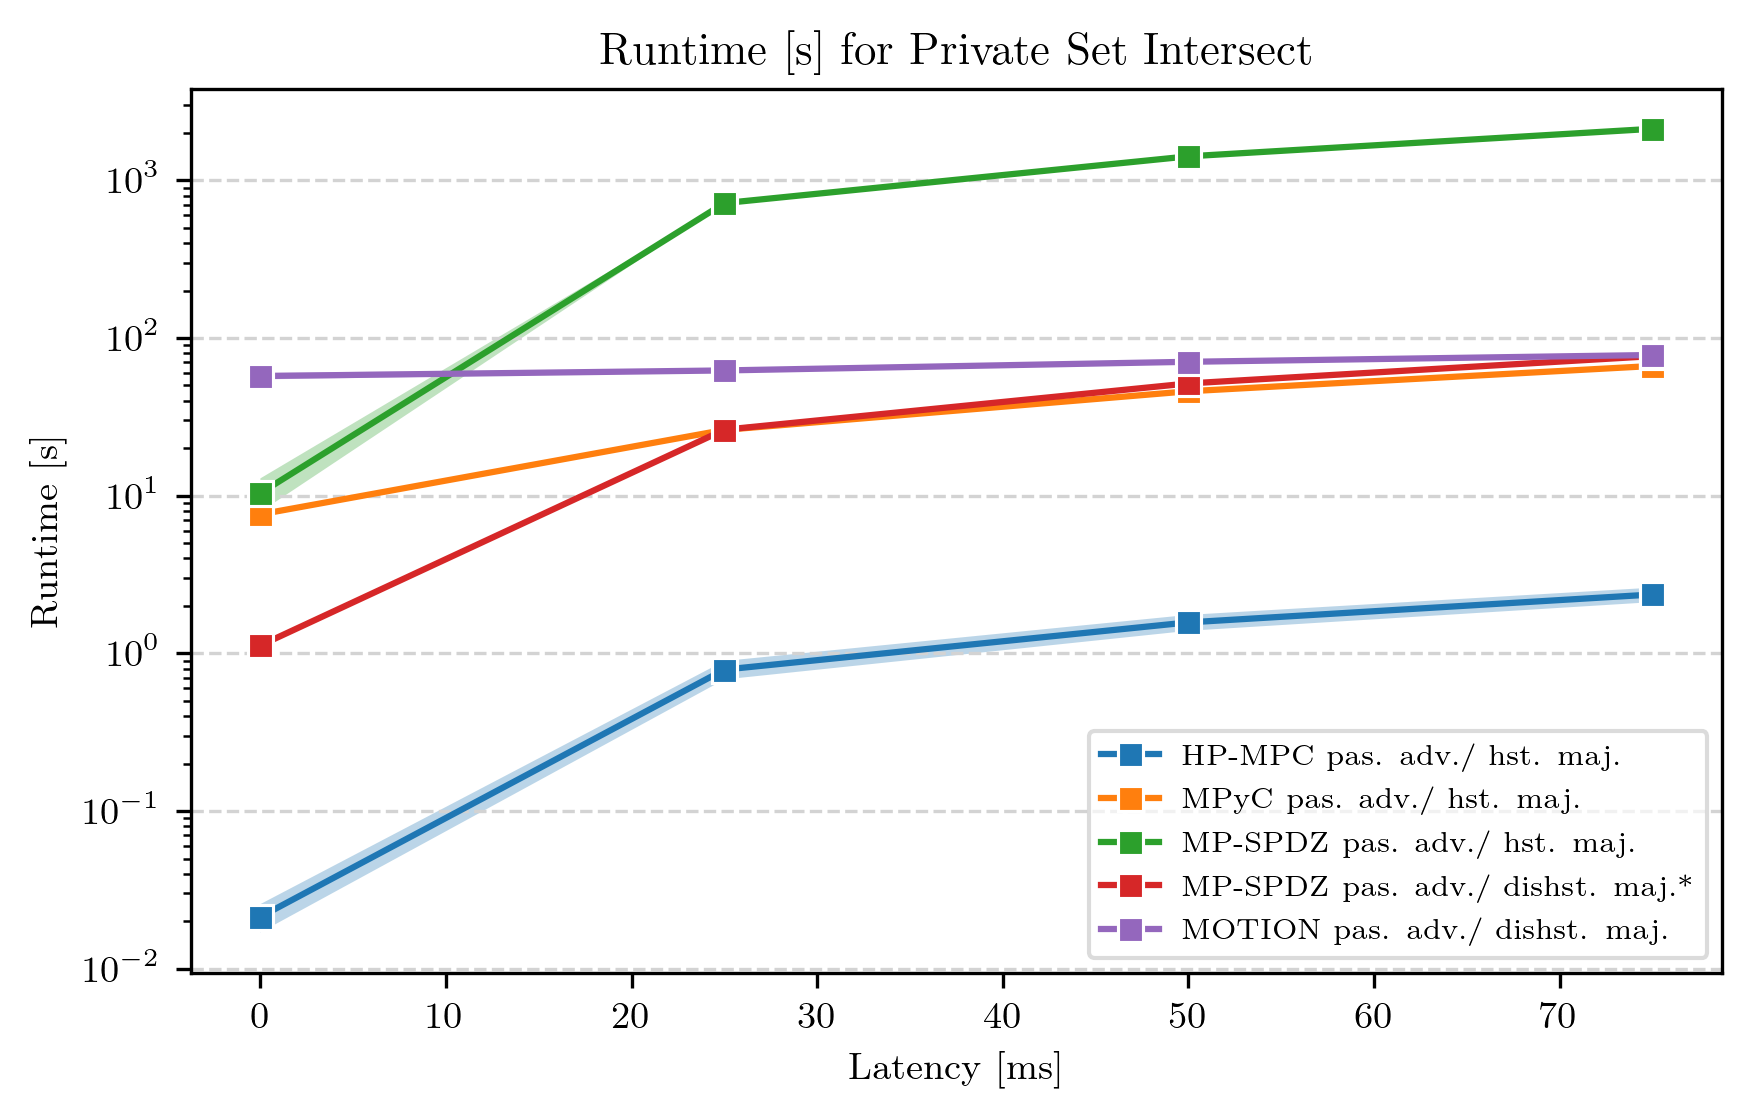 Runtime [s] for Private Set Intersect
Runtime [s]
10³
10²
10¹
10⁰
10⁻¹
10⁻²
0 10 20 30 40 50 60 70
Latency [ms]
HP-MPC pas. adv./ hst. maj.
MPyC pas. adv./ hst. maj.
MP-SPDZ pas. adv./ hst. maj.
MP-SPDZ pas. adv./ dishst. maj.*
MOTION pas. adv./ dishst. maj.